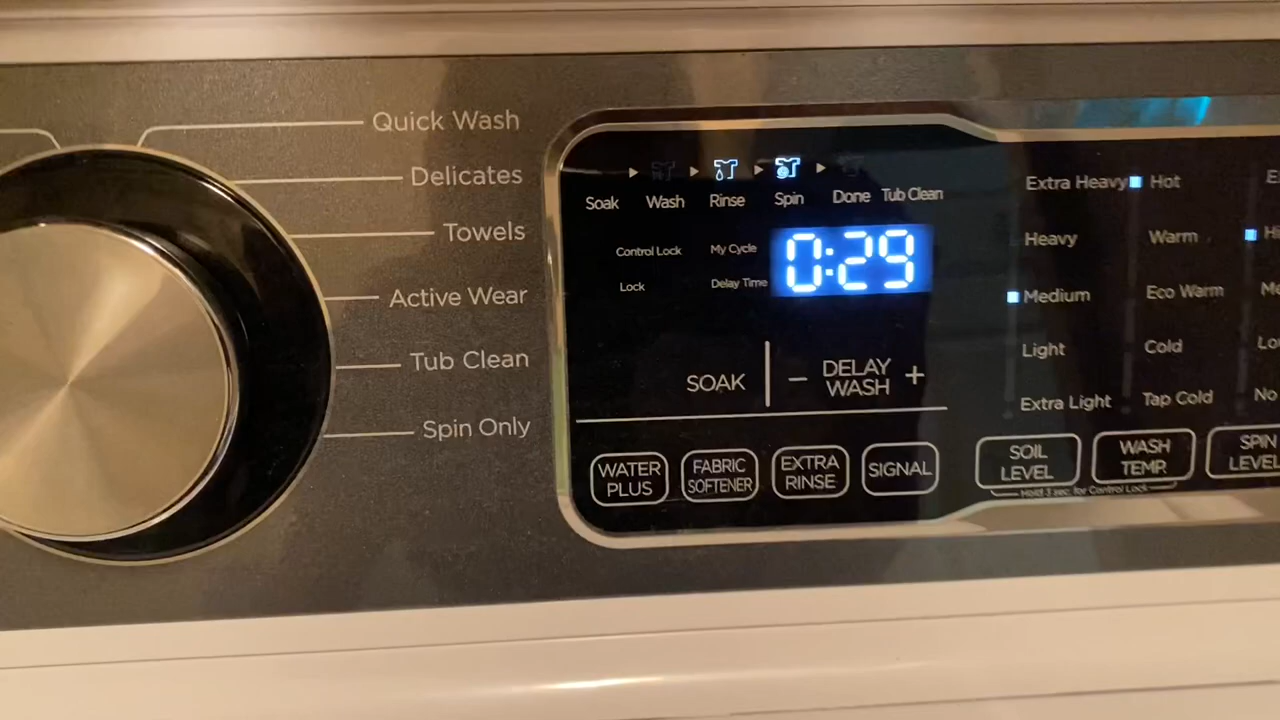 Quick Wash
Delicates
Towels
Active Wear
Tub Clean
Spin Only
Soak Wash Rinse Spin Done Tub Clean
Control Lock My Cycle
Lock Delay Time
0:29
SOAK
− DELAY WASH +
WATER PLUS
FABRIC SOFTENER
EXTRA RINSE
SIGNAL
Extra Heavy
Heavy
Medium
Light
Extra Light
Hot
Warm
Eco Warm
Cold
Tap Cold
No
SOIL LEVEL
WASH TEMP.
SPIN LEVEL
Hold 3 sec. for Control Lock